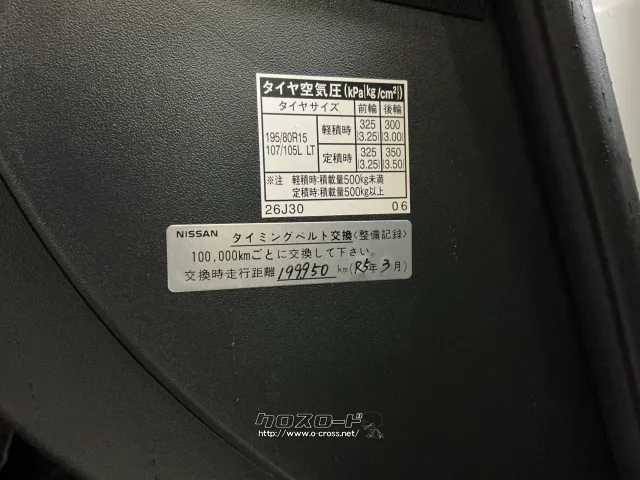 タイヤ空気圧(kPa{kg/cm²})
タイヤサイズ 前輪 後輪
195/80R15 107/105L LT
軽積時 325 {3.25} 300 {3.00}
定積時 325 {3.25} 350 {3.50}
※注 軽積時:積載量500kg未満
定積時:積載量500kg以上
26J30 06
NISSAN タイミングベルト交換〈整備記録〉
100,000kmごとに交換して下さい。
交換時走行距離 199950 km(R5年3月)
クロスロード
http://www.o-cross.net/